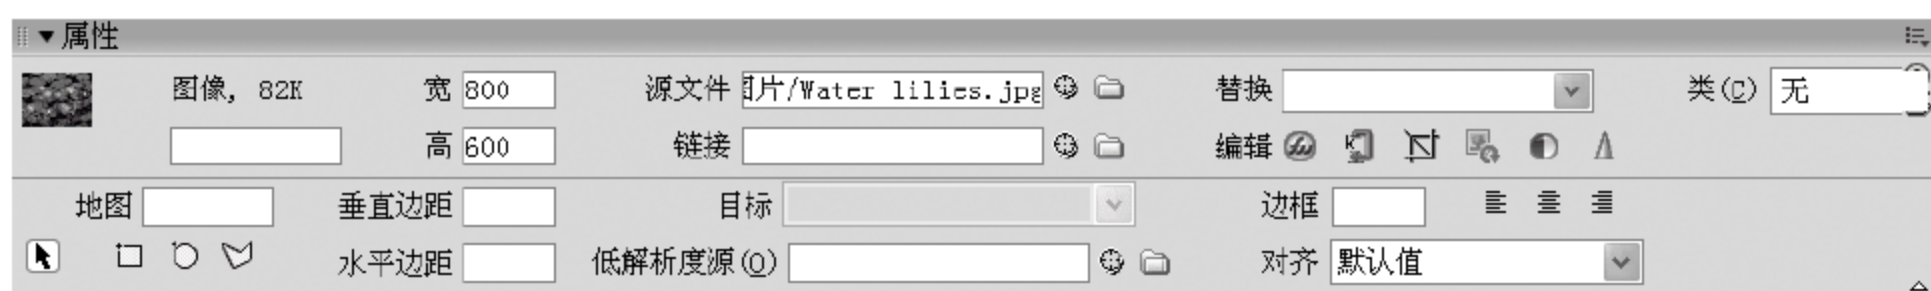 属性
图像, 82K 宽 800 源文件 图片/Water lilies.jpg 替换 类(C) 无
高 600 链接 编辑
地图 垂直边距 目标 边框
水平边距 低解析度源(O) 对齐 默认值